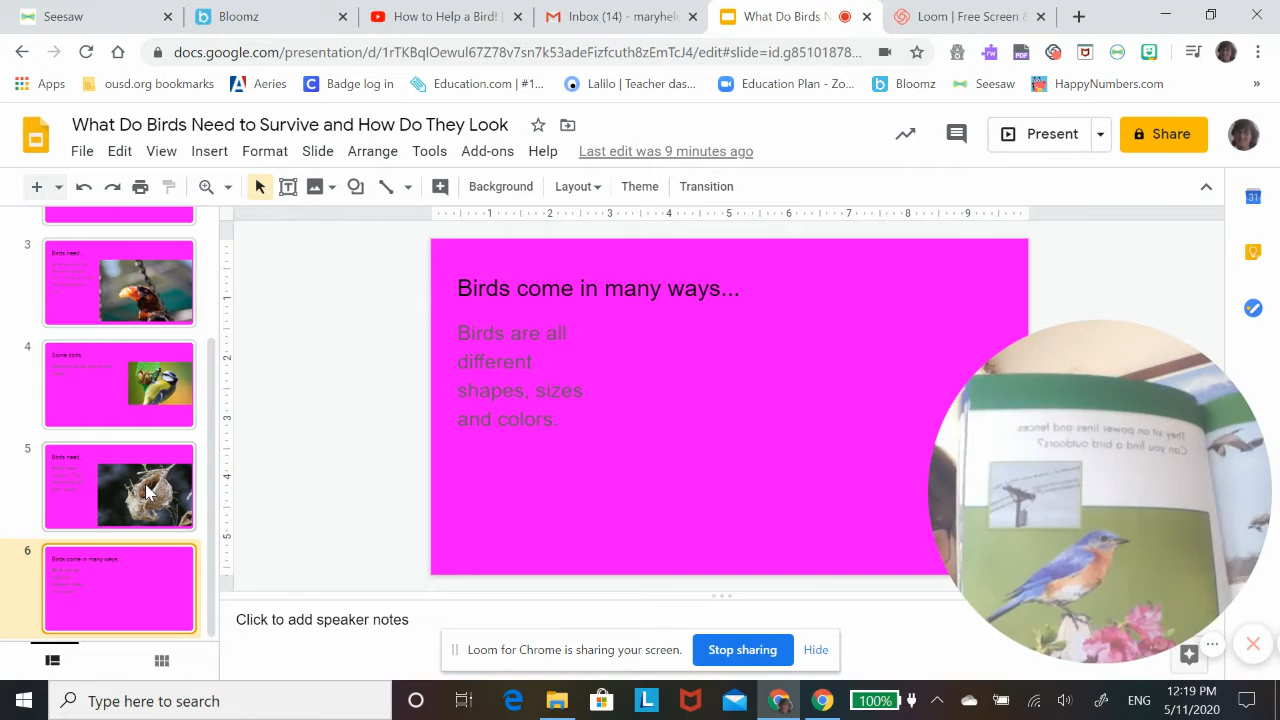 Seesaw
Bloomz
How to Help a Bird!
Inbox (14) - maryhel
What Do Birds N
Loom | Free Screen &
docs.google.com/presentation/d/1rTKBqlOewul67Z78v7sn7k53adeFizfcuth8zEmTcJ4/edit#slide=id.g85101878...
Apps
ousd.org bookmarks
Aeries
Badge log in
Education.com | #1...
Lalilo | Teacher das...
Education Plan - Zo...
Bloomz
Seesaw
HappyNumbers.com
What Do Birds Need to Survive and How Do They Look
Present
Share
File Edit View Insert Format Slide Arrange Tools Add-ons Help Last edit was 9 minutes ago
Background Layout Theme Transition
3
Birds need..
4
Some birds..
5
Birds need..
6
Birds come in many ways...
Birds come in many ways...
Birds are all
different
shapes, sizes
and colors.
They sit on power lines and fences.
Can you find a bird outdoors?
Click to add speaker notes
Loom for Chrome is sharing your screen.
Stop sharing
Hide
Type here to search
100%
ENG
12:19 PM
5/11/2020